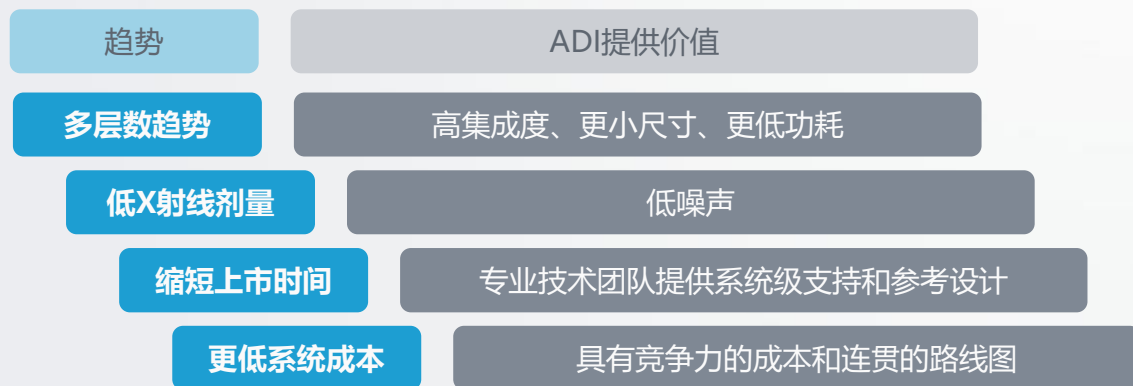 趋势
ADI提供价值
多层数趋势
高集成度、更小尺寸、更低功耗
低X射线剂量
低噪声
缩短上市时间
专业技术团队提供系统级支持和参考设计
更低系统成本
具有竞争力的成本和连贯的路线图